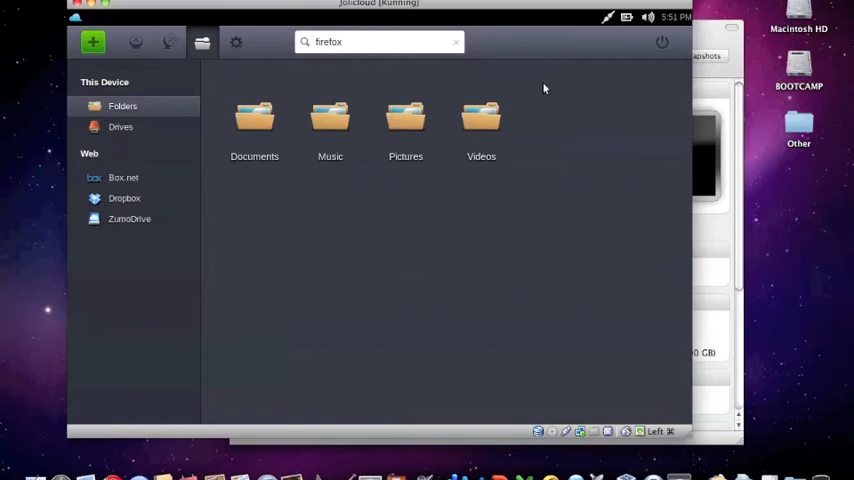 Jolicloud [Running]
5:51 PM
firefox
This Device
Folders
Drives
Web
Box.net
Dropbox
ZumoDrive
Documents
Music
Pictures
Videos
Left ⌘
apshots
00 GB)
Macintosh HD
BOOTCAMP
Other